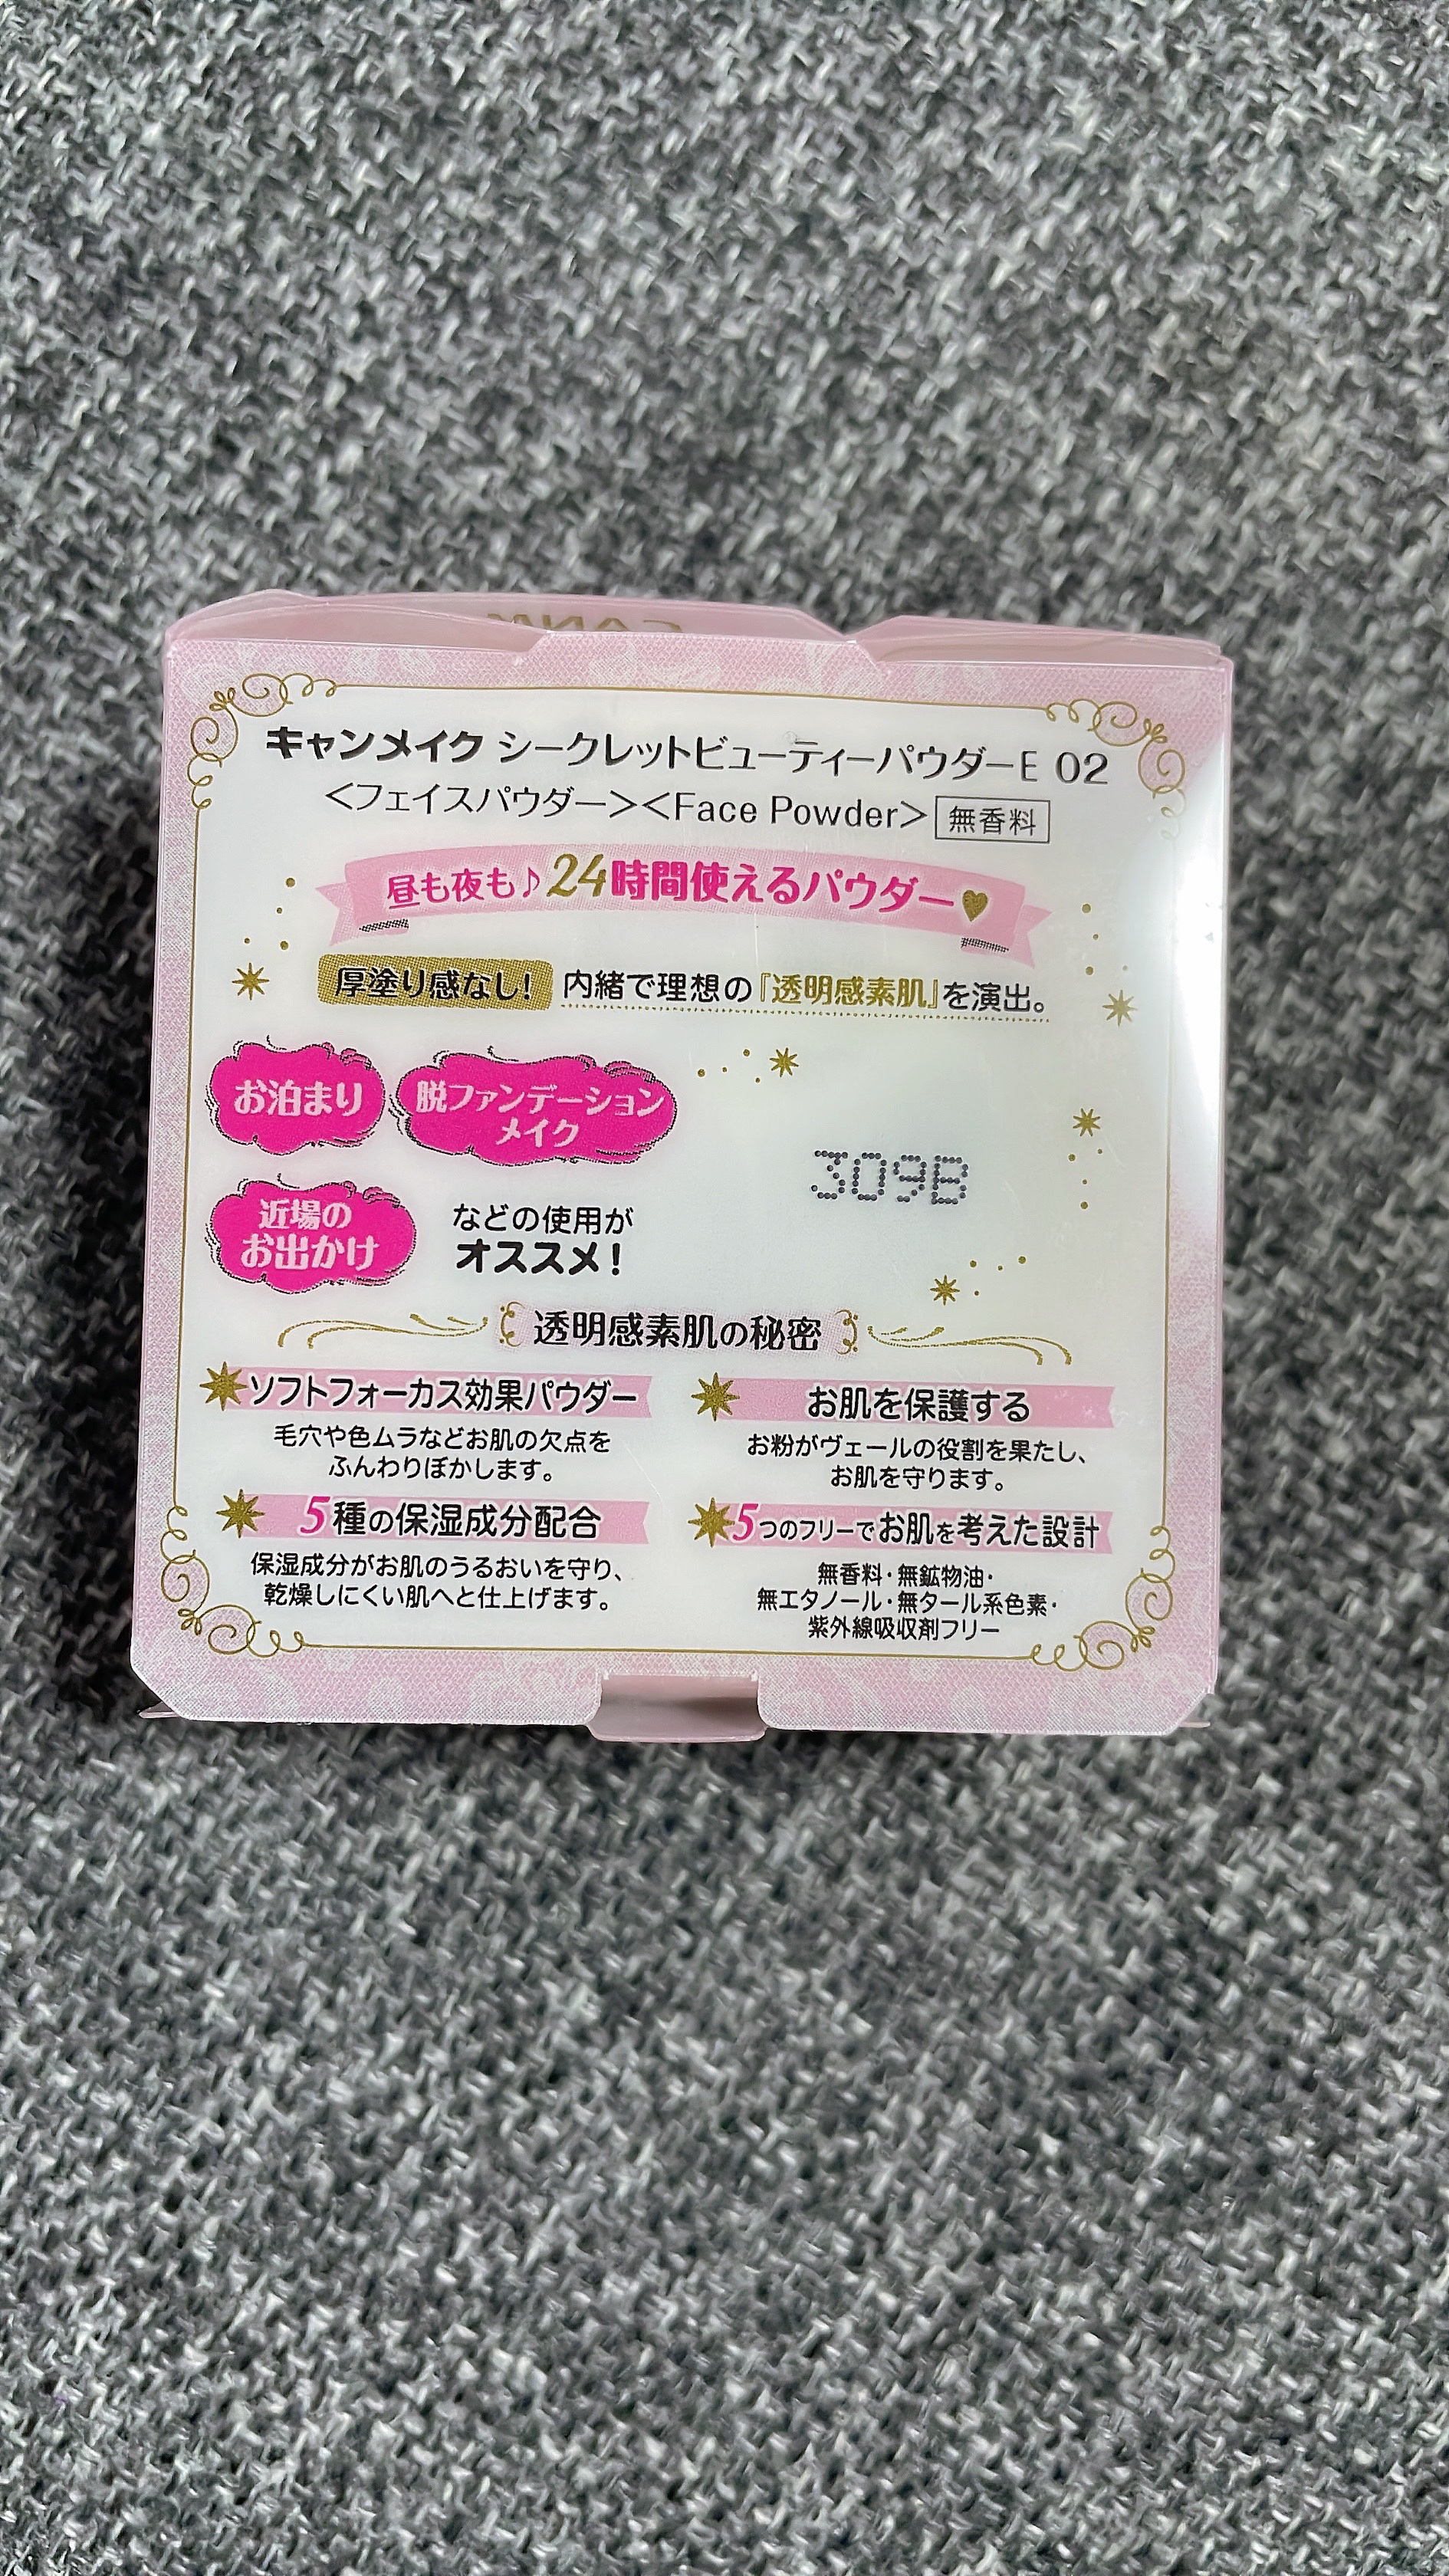 キャンメイク シークレットビューティーパウダーE 02
<フェイスパウダー><Face Powder> 無香料
昼も夜も♪24時間使えるパウダー♥
厚塗り感なし! 内緒で理想の『透明感素肌』を演出。
お泊まり
脱ファンデーション
メイク
近場の
お出かけ
などの使用が
オススメ!
309B
透明感素肌の秘密
ソフトフォーカス効果パウダー
毛穴や色ムラなどお肌の欠点を
ふんわりぼかします。
お肌を保護する
お粉がヴェールの役割を果たし、
お肌を守ります。
5種の保湿成分配合
保湿成分がお肌のうるおいを守り、
乾燥しにくい肌へと仕上げます。
5つのフリーでお肌を考えた設計
無香料・無鉱物油・
無エタノール・無タール系色素・
紫外線吸収剤フリー